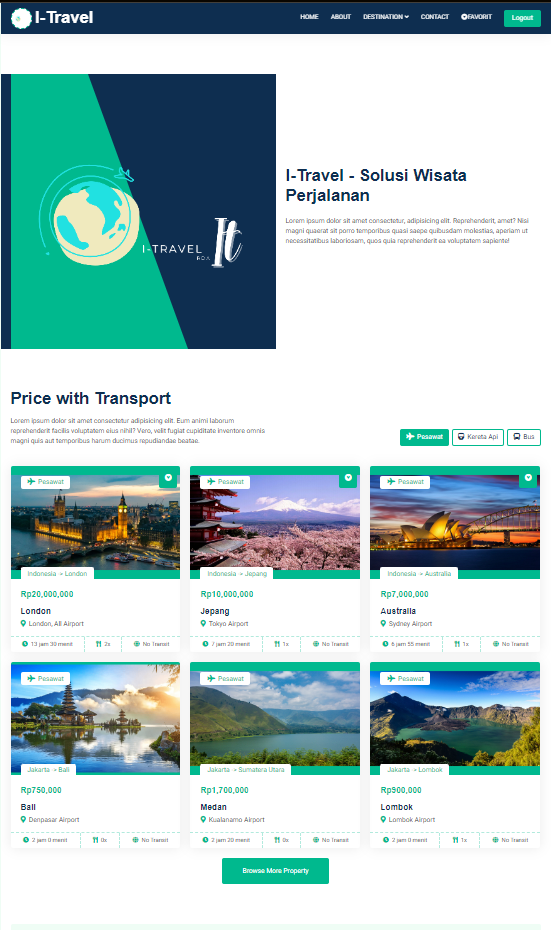 I-Travel
HOME ABOUT DESTINATION CONTACT FAVORIT Logout
I-TRAVEL
It
I-Travel - Solusi Wisata
Perjalanan
Lorem ipsum dolor sit amet consectetur, adipisicing elit. Reprehenderit, amet? Nisi
magni quaerat sit porro temporibus quasi saepe quibusdam molestias, aperiam ut
necessitatibus laboriosam, quos quia reprehenderit ea voluptatem sapiente!
Price with Transport
Lorem ipsum dolor sit amet consectetur adipisicing elit. Eum animi laborum
reprehenderit facilis voluptatem eius nihil? Vero, velit fugiat cupiditate inventore omnis
magni quis aut temporibus harum ducimus repudiandae beatae.
Pesawat Kereta Api Bus
Pesawat Pesawat Pesawat
Indonesia -> London Indonesia -> Jepang Indonesia -> Australia
Rp20,000,000 Rp10,000,000 Rp7,000,000
London Jepang Australia
London, All Airport Tokyo Airport Sydney Airport
13 jam 30 menit 2x No Transit 7 jam 20 menit 1x No Transit 6 jam 55 menit 1x No Transit
Pesawat Pesawat Pesawat
Jakarta -> Bali Jakarta -> Sumatera Utara Jakarta -> Lombok
Rp750,000 Rp1,700,000 Rp900,000
Bali Medan Lombok
Denpasar Airport Kualanamo Airport Lombok Airport
2 jam 0 menit 0x No Transit 2 jam 20 menit 0x No Transit 2 jam 0 menit 1x No Transit
Browse More Property